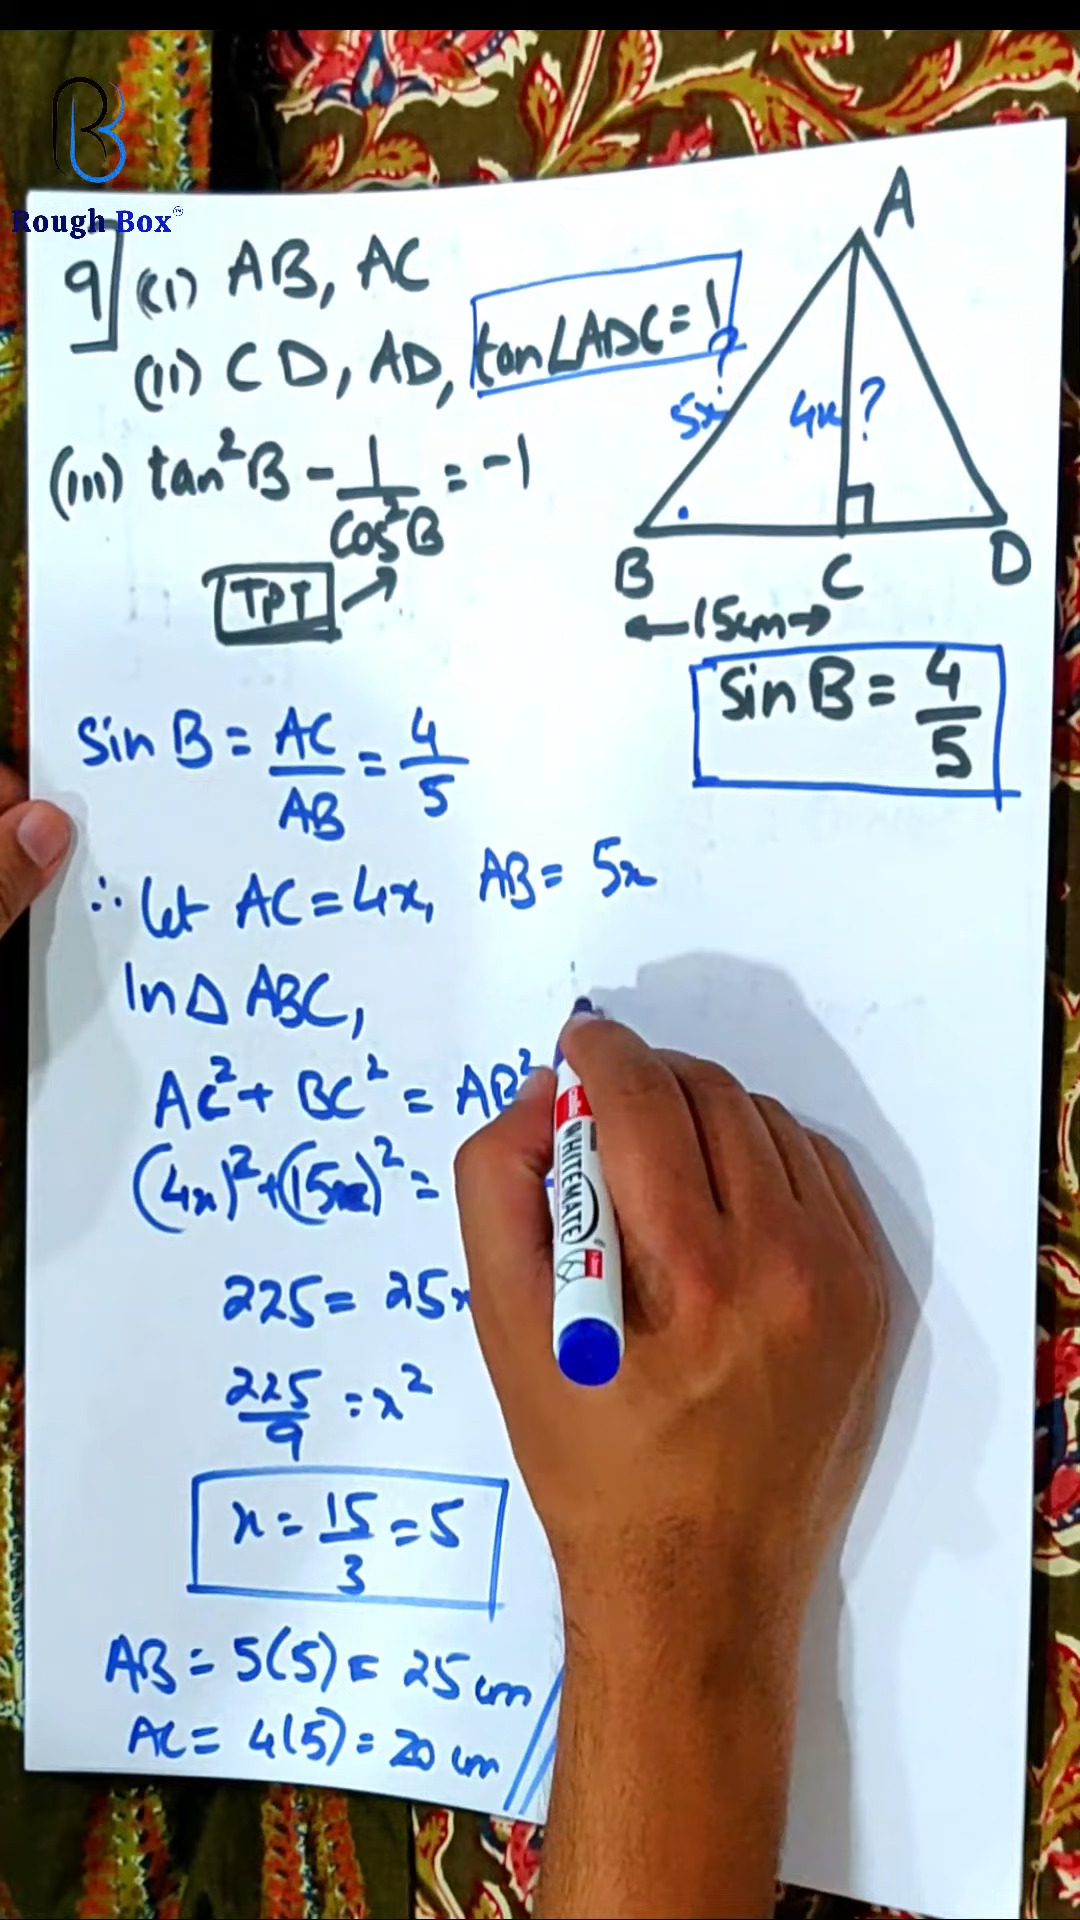 Rough Box™
9] (i) AB, AC
(ii) CD, AD, tan∠ADC = 1
(iii) tan²B - 1/cos²B = -1
TPT
A
5x ?
4x ?
B C D
15cm
sin B = 4/5
Sin B = AC/AB = 4/5
∴ let AC = 4x, AB = 5x
In Δ ABC,
AC² + BC² = AB²
(4x)² + (15)² =
225 = 25x
225/9 = x²
x = 15/3 = 5
AB = 5(5) = 25 cm
AC = 4(5) = 20 cm
WHITEMATE